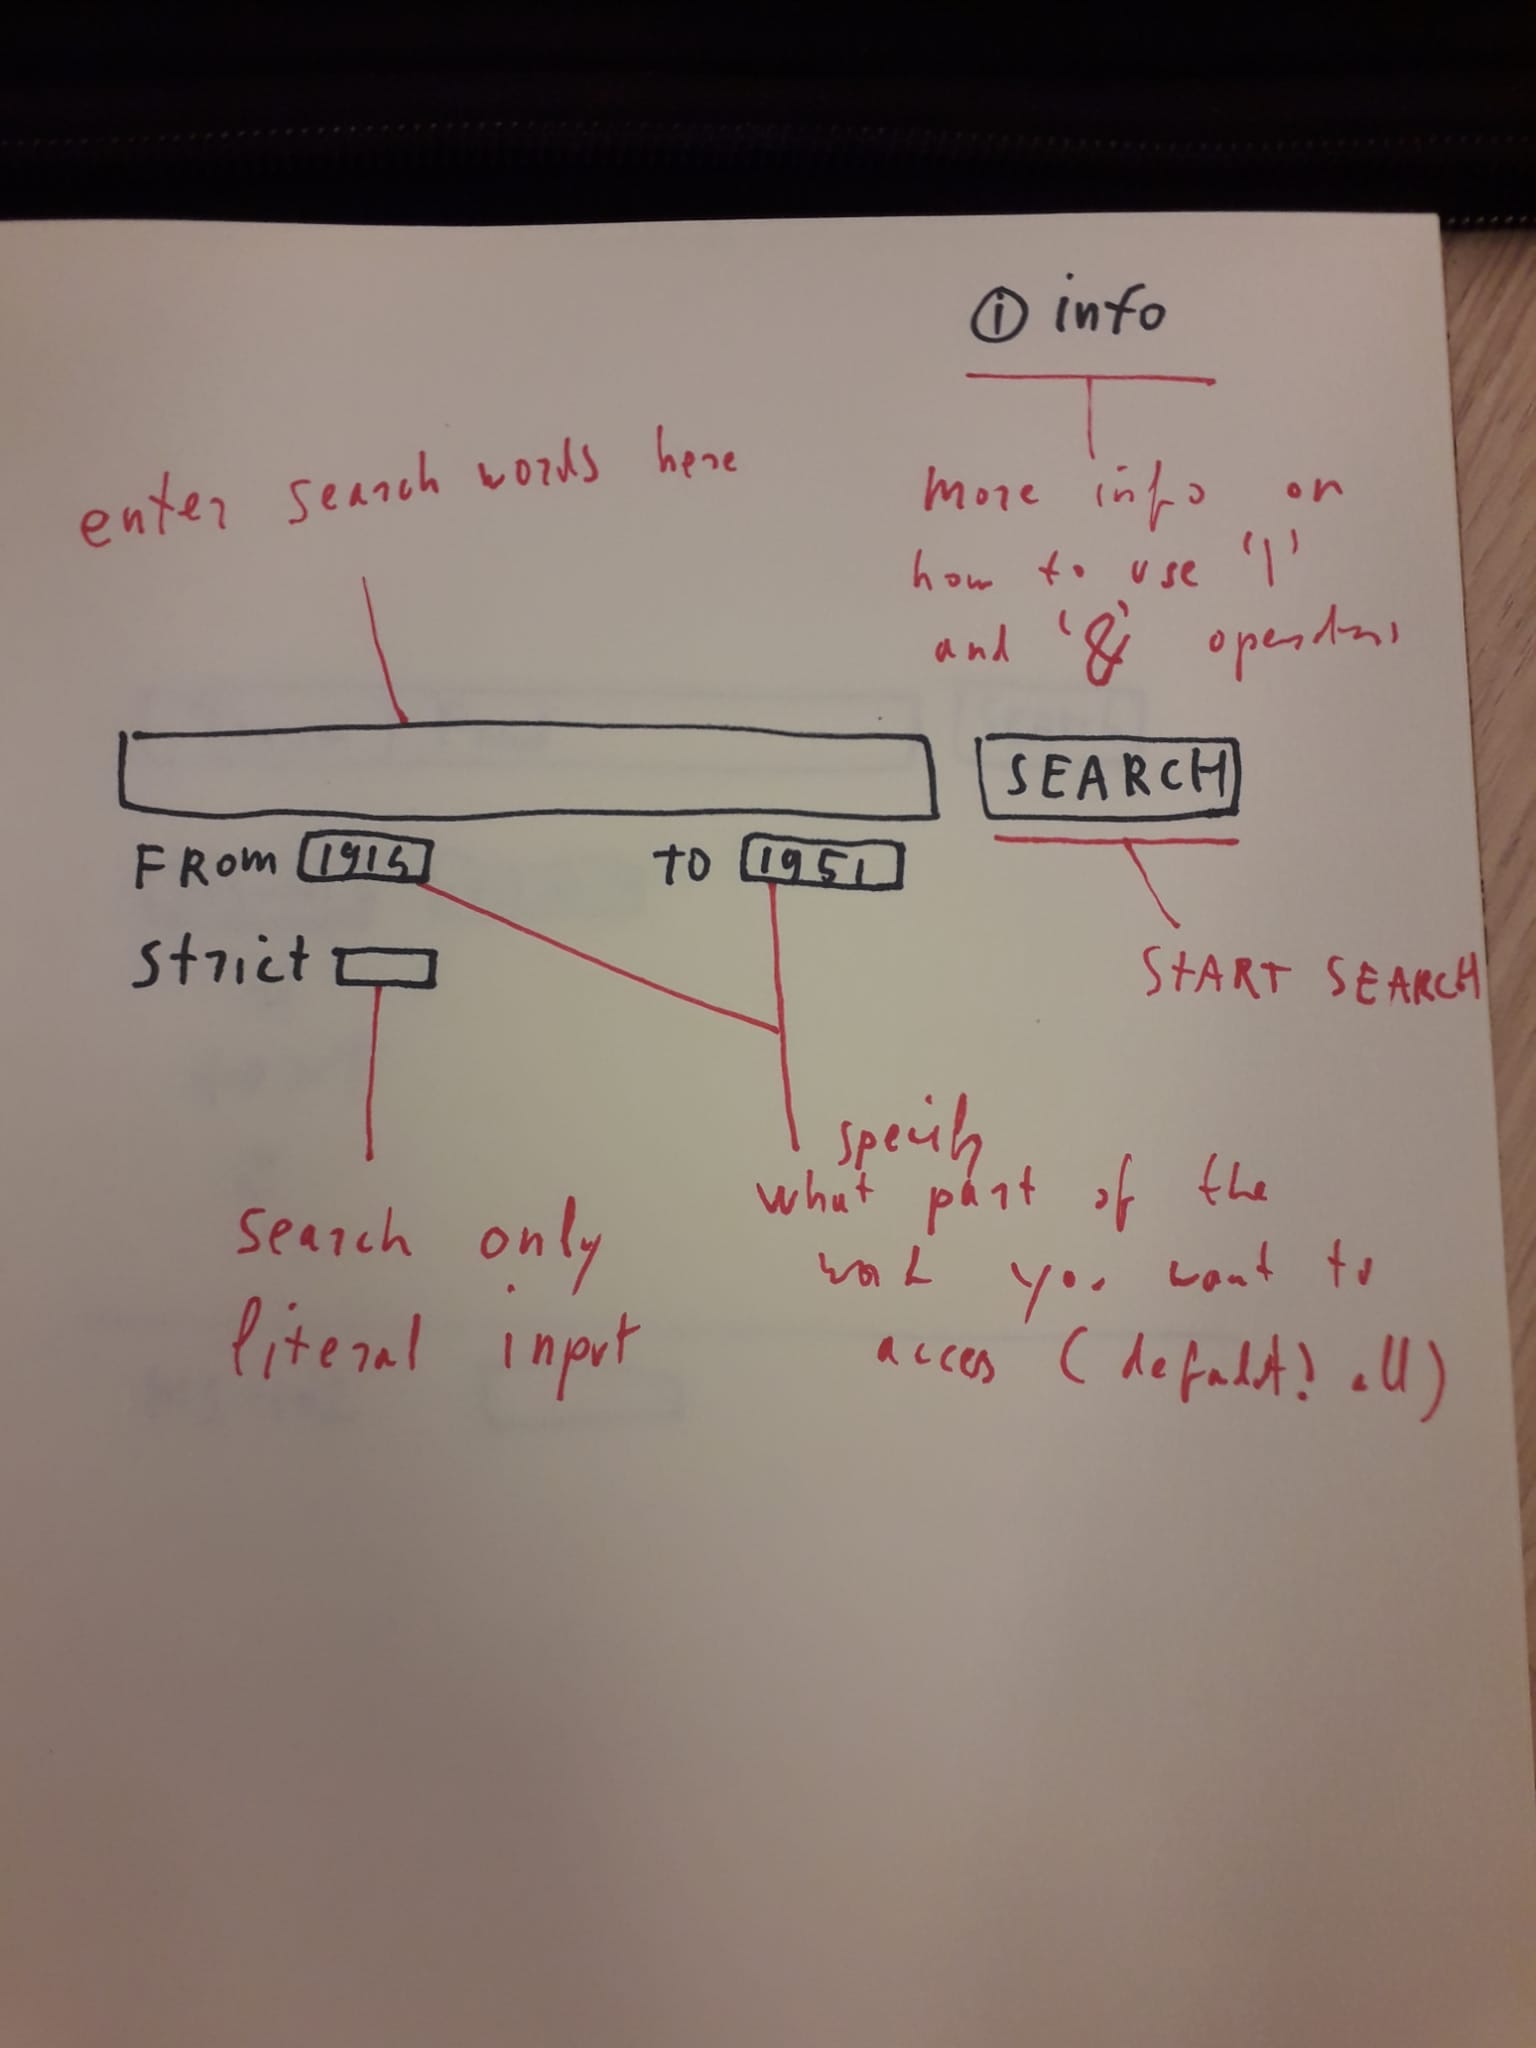 i info
enter search words here
more info on
how to use '|'
and '&' operators
SEARCH
FROM 1915 to 1951
strict
START SEARCH
specify
what part of the
work you want to
acces (default: all)
search only
literal input